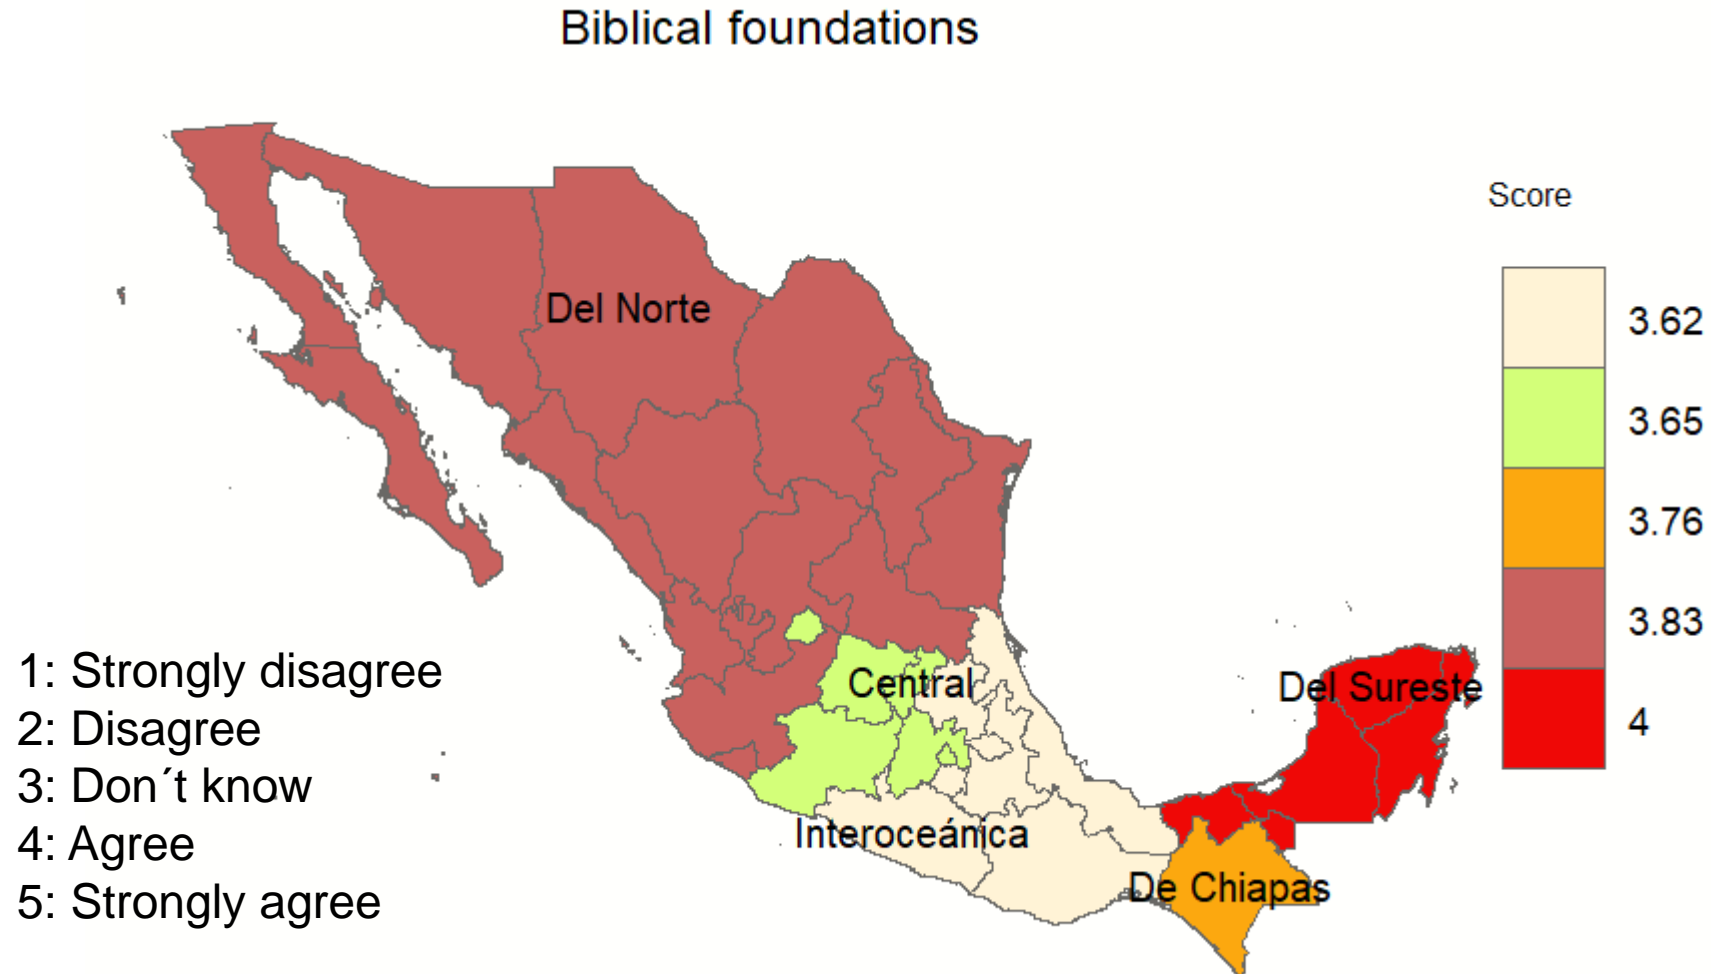 Biblical foundations
Score
3.62
3.65
3.76
3.83
4
Del Norte
Central
Interoceánica
De Chiapas
Del Sureste
1: Strongly disagree
2: Disagree
3: Don´t know
4: Agree
5: Strongly agree